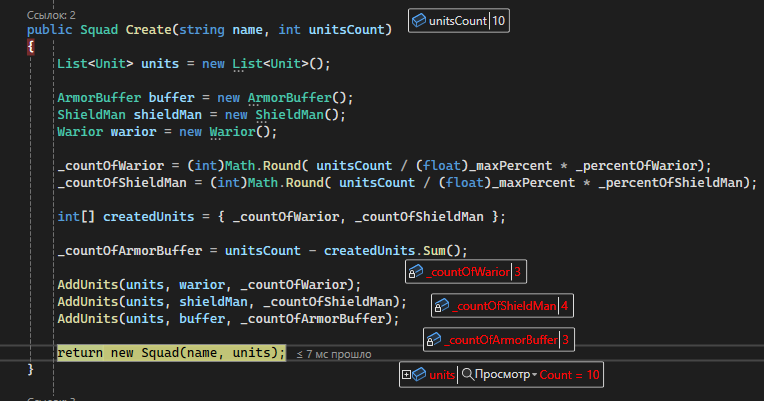 Ссылок: 2
public Squad Create(string name, int unitsCount)
unitsCount 10
{
List<Unit> units = new List<Unit>();
ArmorBuffer buffer = new ArmorBuffer();
ShieldMan shieldMan = new ShieldMan();
Warior warior = new Warior();
_countOfWarior = (int)Math.Round( unitsCount / (float)_maxPercent * _percentOfWarior);
_countOfShieldMan = (int)Math.Round( unitsCount / (float)_maxPercent * _percentOfShieldMan);
int[] createdUnits = { _countOfWarior, _countOfShieldMan };
_countOfArmorBuffer = unitsCount - createdUnits.Sum();
_countOfWarior 3
AddUnits(units, warior, _countOfWarior);
AddUnits(units, shieldMan, _countOfShieldMan);
_countOfShieldMan 4
AddUnits(units, buffer, _countOfArmorBuffer);
_countOfArmorBuffer 3
return new Squad(name, units); ≤ 7 мс прошло
}
units Просмотр Count = 10